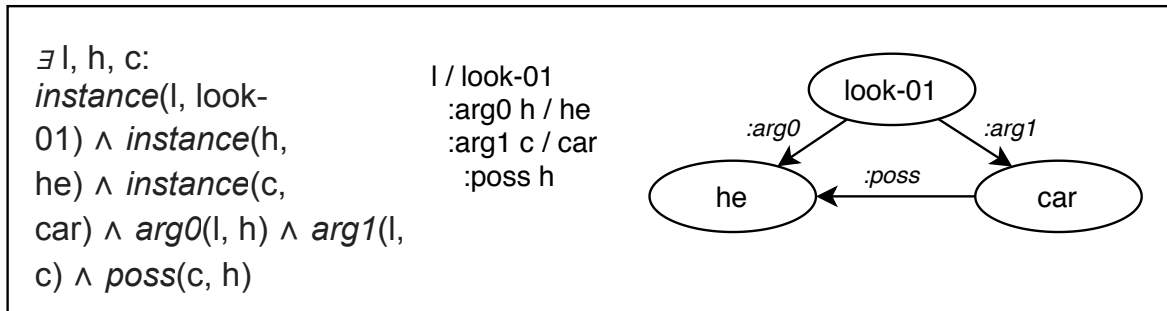 ∃ l, h, c:
instance(l, look-
01) ∧ instance(h,
he) ∧ instance(c,
car) ∧ arg0(l, h) ∧ arg1(l,
c) ∧ poss(c, h)
l / look-01
:arg0 h / he
:arg1 c / car
:poss h
look-01
:arg0
:arg1
he
:poss
car